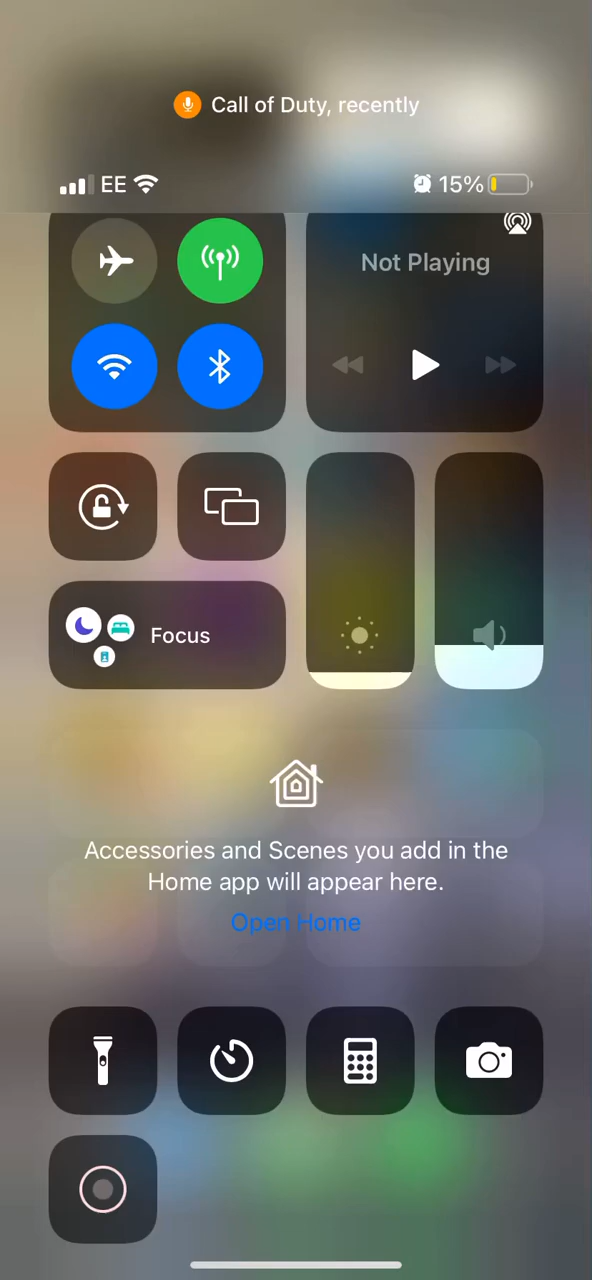 Call of Duty, recently
EE
15%
Not Playing
Focus
Accessories and Scenes you add in the
Home app will appear here.
Open Home